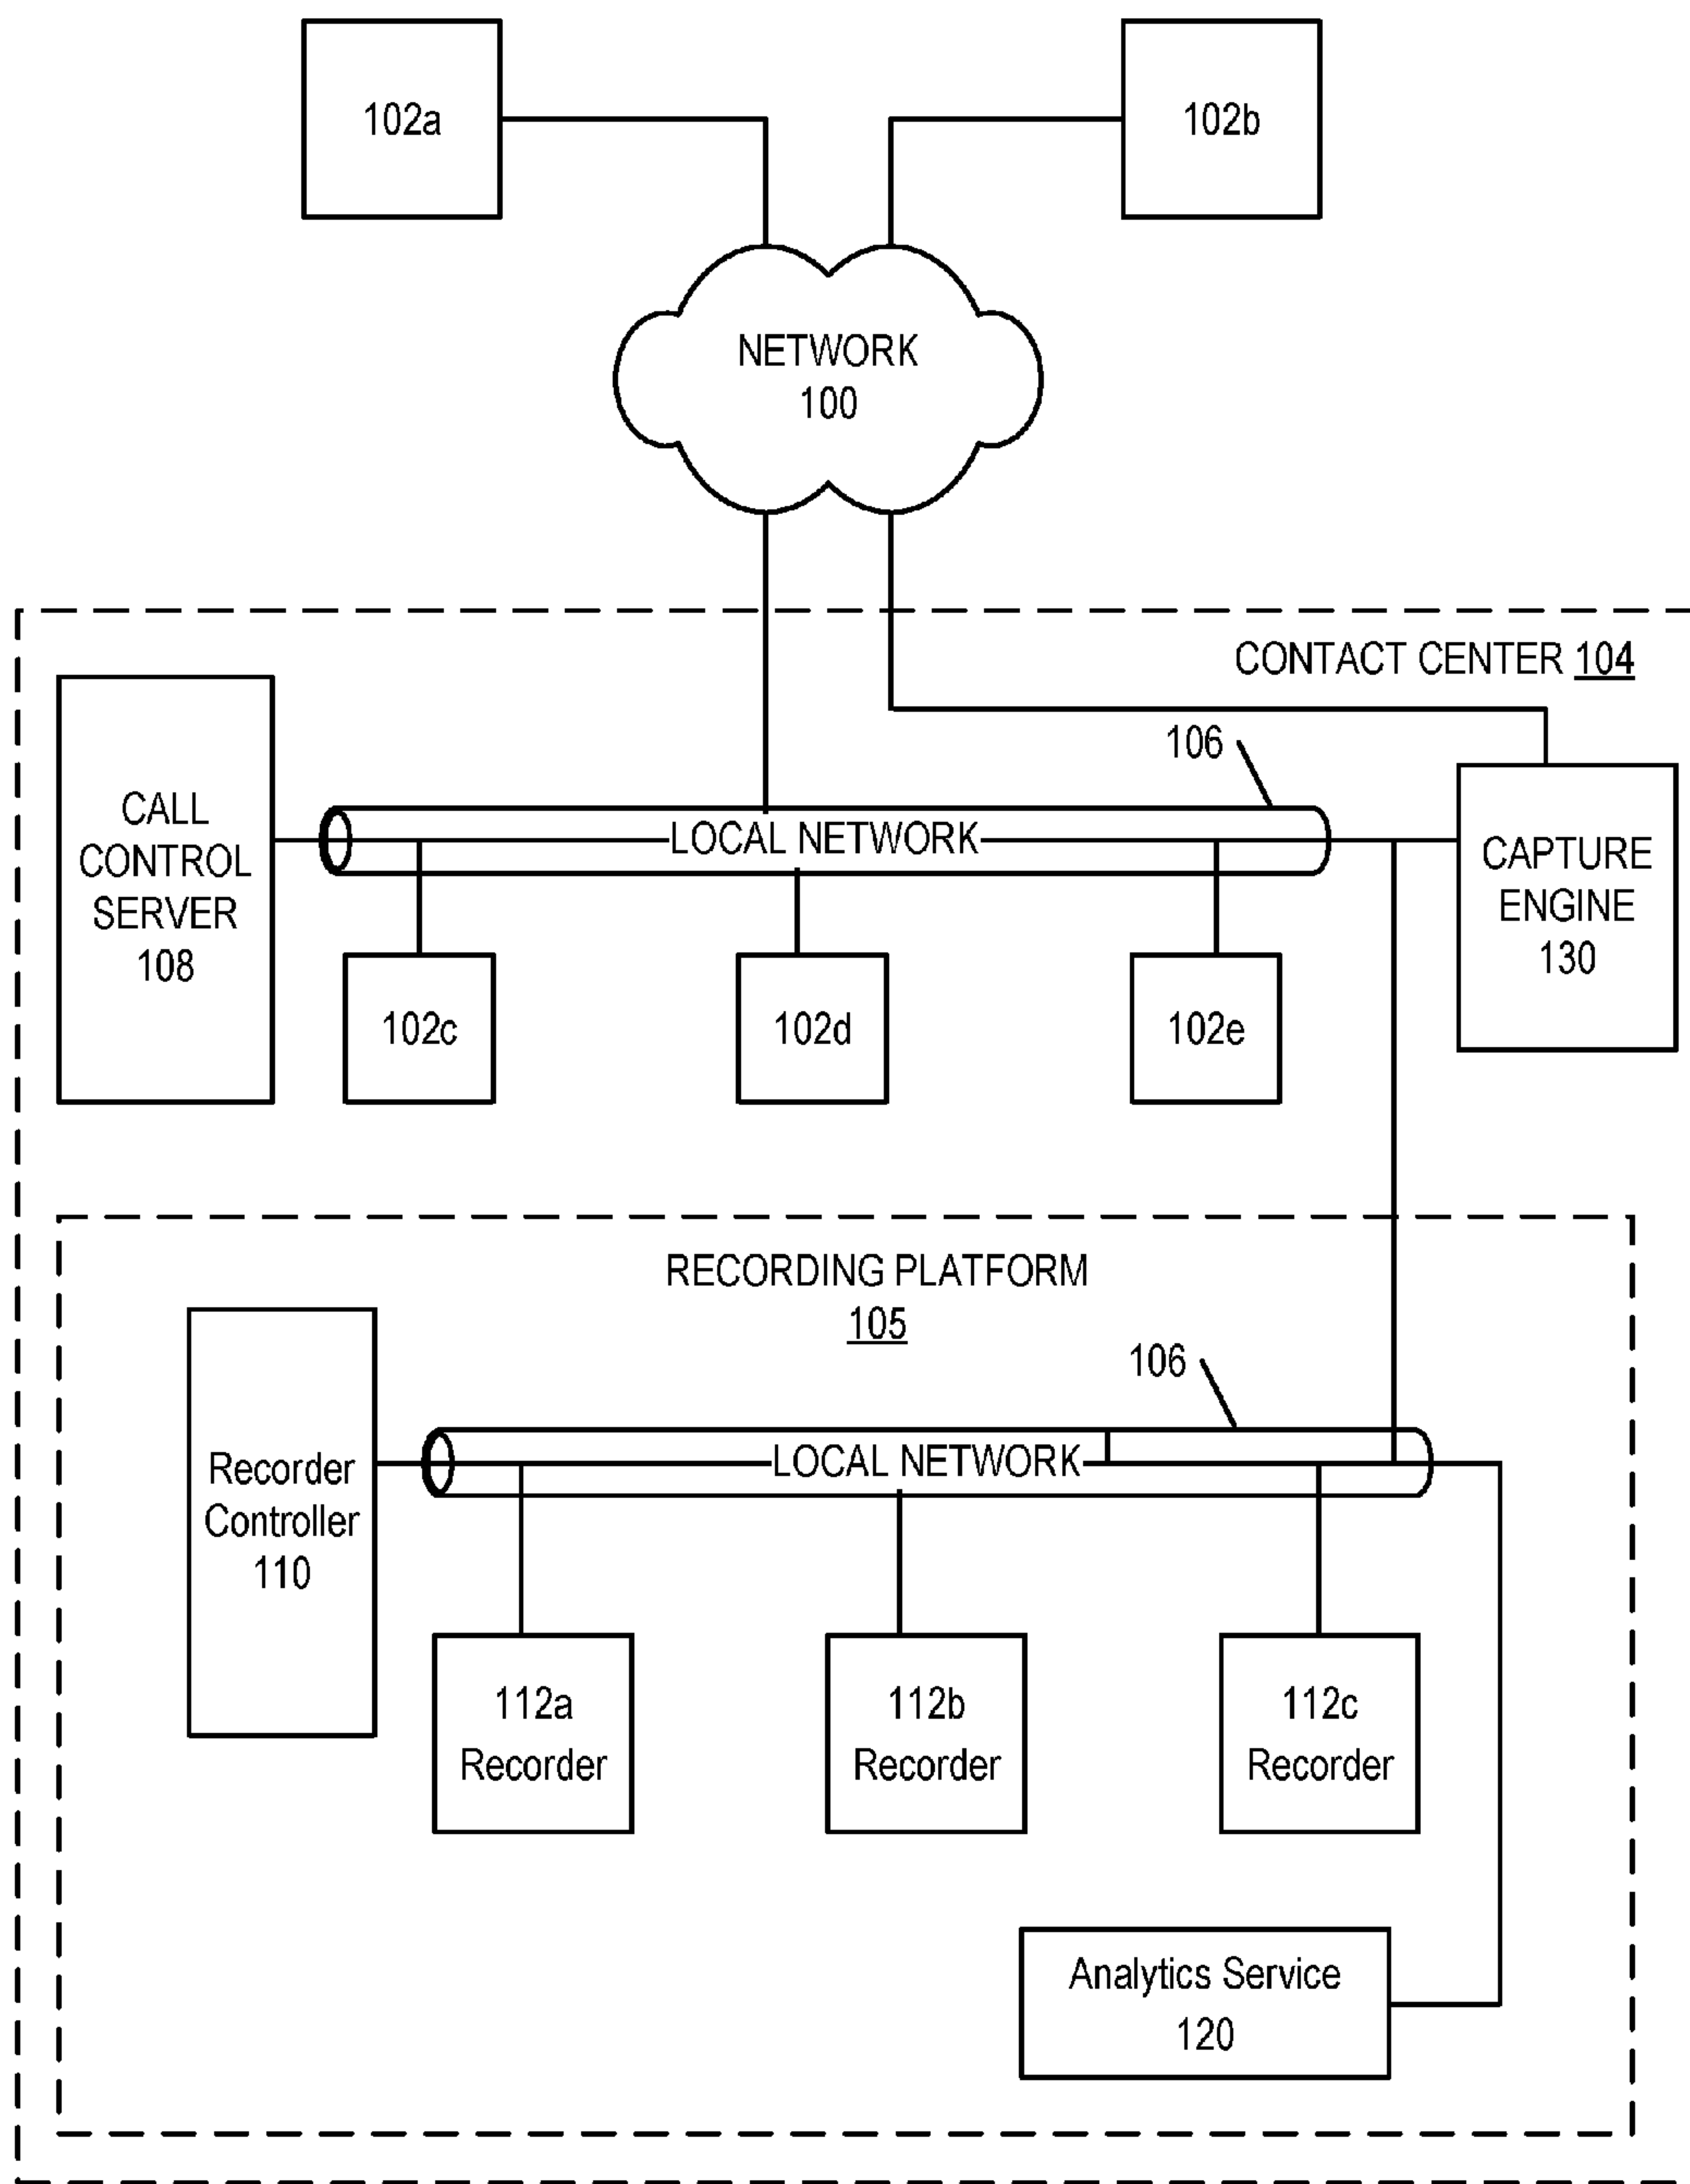 102a
102b
NETWORK
100
CONTACT CENTER 104
106
CALL
CONTROL
SERVER
108
LOCAL NETWORK
CAPTURE
ENGINE
130
102c
102d
102e
RECORDING PLATFORM
105
106
Recorder
Controller
110
LOCAL NETWORK
112a
Recorder
112b
Recorder
112c
Recorder
Analytics Service
120